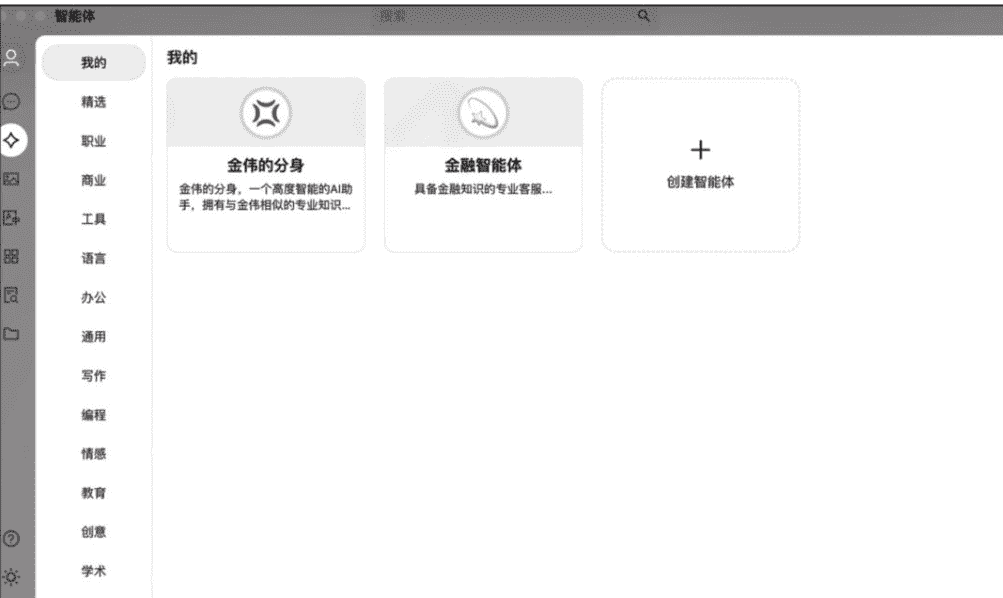 智能体
搜索
我的
精选
职业
商业
工具
语言
办公
通用
写作
编程
情感
教育
创意
学术
我的
金伟的分身
金伟的分身，一个高度智能的AI助
手，拥有与金伟相似的专业知识...
金融智能体
具备金融知识的专业客服...
创建智能体